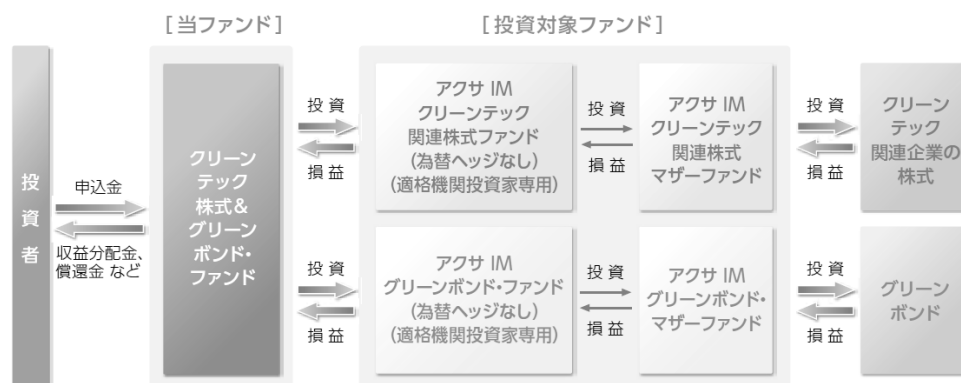 [当ファンド]
[投資対象ファンド]
投資者
申込金
収益分配金、
償還金 など
クリーン
テック
株式&
グリーン
ボンド・
ファンド
投資
損益
アクサ IM
クリーンテック
関連株式ファンド
(為替ヘッジなし)
(適格機関投資家専用)
投資
損益
アクサ IM
クリーンテック
関連株式
マザーファンド
投資
損益
クリーン
テック
関連企業の
株式
投資
損益
アクサ IM
グリーンボンド・ファンド
(為替ヘッジなし)
(適格機関投資家専用)
投資
損益
アクサ IM
グリーンボンド・
マザーファンド
投資
損益
グリーン
ボンド